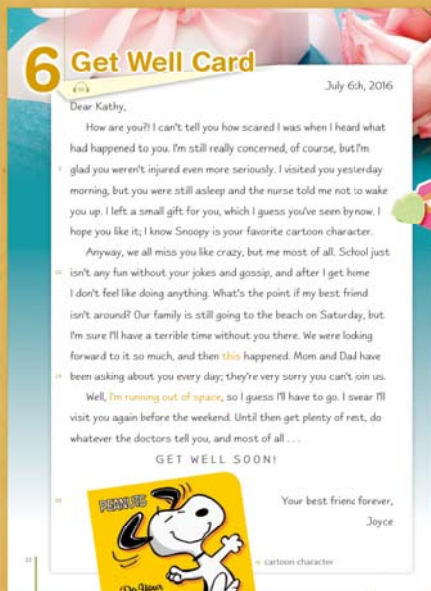 6 Get Well Card
July 6th, 2016
Dear Kathy,
How are you?! I can't tell you how scared I was when I heard what
had happened to you. I'm still really concerned, of course, but I'm
5 glad you weren't injured even more seriously. I visited you yesterday
morning, but you were still asleep and the nurse told me not to wake
you up. I left a small gift for you, which I guess you've seen by now. I
hope you like it; I know Snoopy is your favorite cartoon character.
Anyway, we all miss you like crazy, but me most of all. School just
10 isn't any fun without your jokes and gossip, and after I get home
I don't feel like doing anything. What's the point if my best friend
isn't around? Our family is still going to the beach on Saturday, but
I'm sure I'll have a terrible time without you there. We were looking
forward to it so much, and then this happened. Mom and Dad have
been asking about you every day; they're very sorry you can't join us.
Well, I'm running out of space, so I guess I'll have to go. I swear I'll
visit you again before the weekend. Until then get plenty of rest, do
whatever the doctors tell you, and most of all . . .
GET WELL SOON!
Your best friend forever,
Joyce
PEANUTS
cartoon character
Do Your